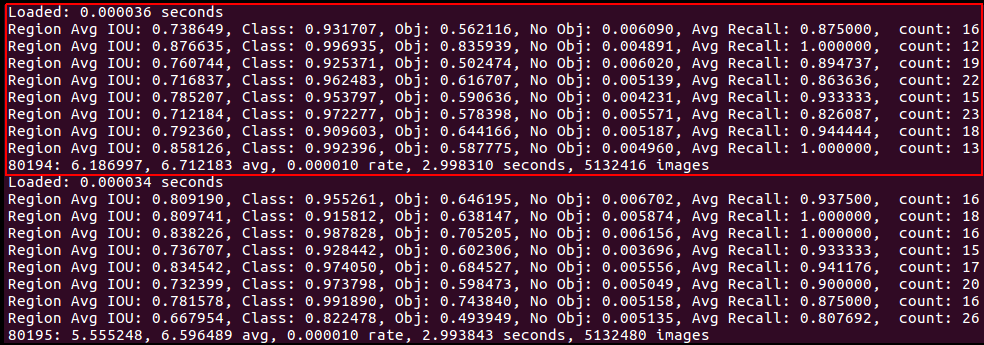 Loaded: 0.000036 seconds
Region Avg IOU: 0.738649, Class: 0.931707, Obj: 0.562116, No Obj: 0.006090, Avg Recall: 0.875000,  count: 16
Region Avg IOU: 0.876635, Class: 0.996935, Obj: 0.835939, No Obj: 0.004891, Avg Recall: 1.000000,  count: 12
Region Avg IOU: 0.760744, Class: 0.925371, Obj: 0.502474, No Obj: 0.006020, Avg Recall: 0.894737,  count: 19
Region Avg IOU: 0.716837, Class: 0.962483, Obj: 0.616707, No Obj: 0.005139, Avg Recall: 0.863636,  count: 22
Region Avg IOU: 0.785207, Class: 0.953797, Obj: 0.590636, No Obj: 0.004231, Avg Recall: 0.933333,  count: 15
Region Avg IOU: 0.712184, Class: 0.972277, Obj: 0.578398, No Obj: 0.005571, Avg Recall: 0.826087,  count: 23
Region Avg IOU: 0.792360, Class: 0.909603, Obj: 0.644166, No Obj: 0.005187, Avg Recall: 0.944444,  count: 18
Region Avg IOU: 0.858126, Class: 0.992396, Obj: 0.587775, No Obj: 0.004960, Avg Recall: 1.000000,  count: 13
80194: 6.186997, 6.712183 avg, 0.000010 rate, 2.998310 seconds, 5132416 images
Loaded: 0.000034 seconds
Region Avg IOU: 0.809190, Class: 0.955261, Obj: 0.646195, No Obj: 0.006702, Avg Recall: 0.937500,  count: 16
Region Avg IOU: 0.809741, Class: 0.915812, Obj: 0.638147, No Obj: 0.005874, Avg Recall: 1.000000,  count: 18
Region Avg IOU: 0.838226, Class: 0.987828, Obj: 0.705205, No Obj: 0.006156, Avg Recall: 1.000000,  count: 16
Region Avg IOU: 0.736707, Class: 0.928442, Obj: 0.602306, No Obj: 0.003696, Avg Recall: 0.933333,  count: 15
Region Avg IOU: 0.834542, Class: 0.974050, Obj: 0.684527, No Obj: 0.005556, Avg Recall: 0.941176,  count: 17
Region Avg IOU: 0.732399, Class: 0.973798, Obj: 0.598473, No Obj: 0.005049, Avg Recall: 0.900000,  count: 20
Region Avg IOU: 0.781578, Class: 0.991890, Obj: 0.743840, No Obj: 0.005158, Avg Recall: 0.875000,  count: 16
Region Avg IOU: 0.667954, Class: 0.822478, Obj: 0.493949, No Obj: 0.005135, Avg Recall: 0.807692,  count: 26
80195: 5.555248, 6.596489 avg, 0.000010 rate, 2.993843 seconds, 5132480 images